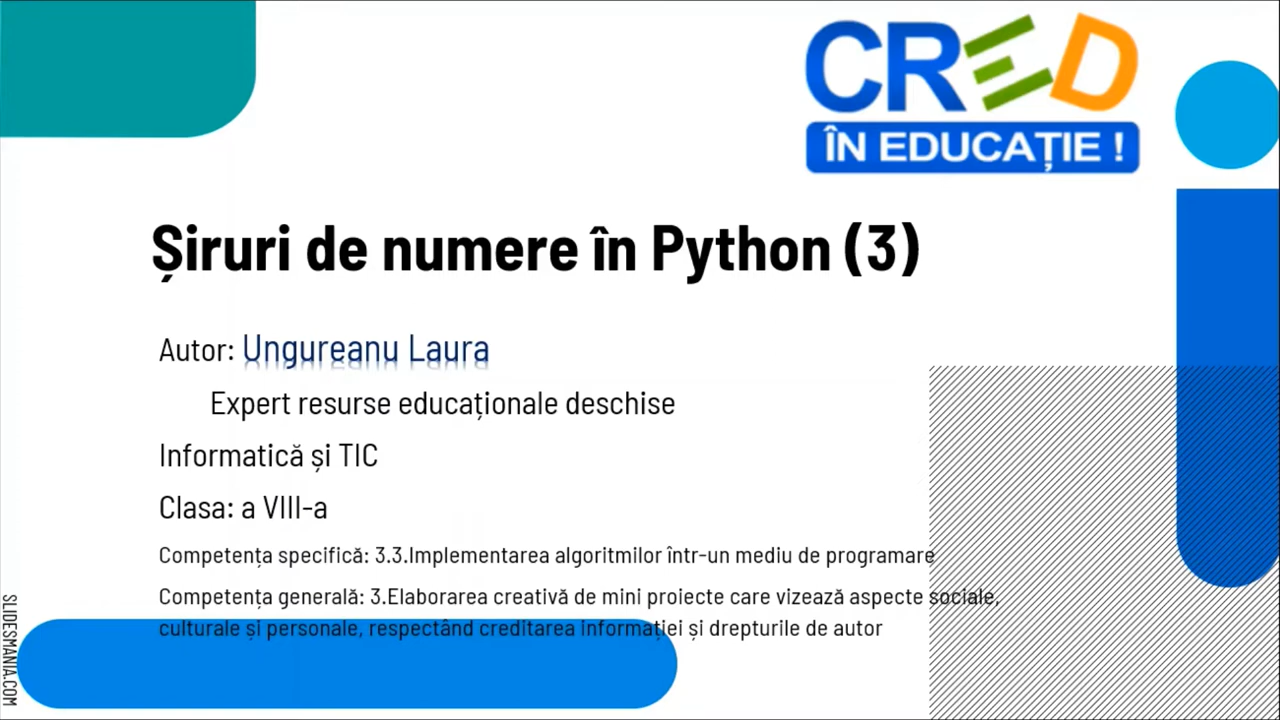 CRED
ÎN EDUCAȚIE !
Șiruri de numere în Python (3)
Autor: Ungureanu Laura
Expert resurse educaționale deschise
Informatică și TIC
Clasa: a VIII-a
Competența specifică: 3.3.Implementarea algoritmilor într-un mediu de programare
Competența generală: 3.Elaborarea creativă de mini proiecte care vizează aspecte sociale,
culturale și personale, respectând creditarea informației și drepturile de autor
SLIDESMANIA.COM